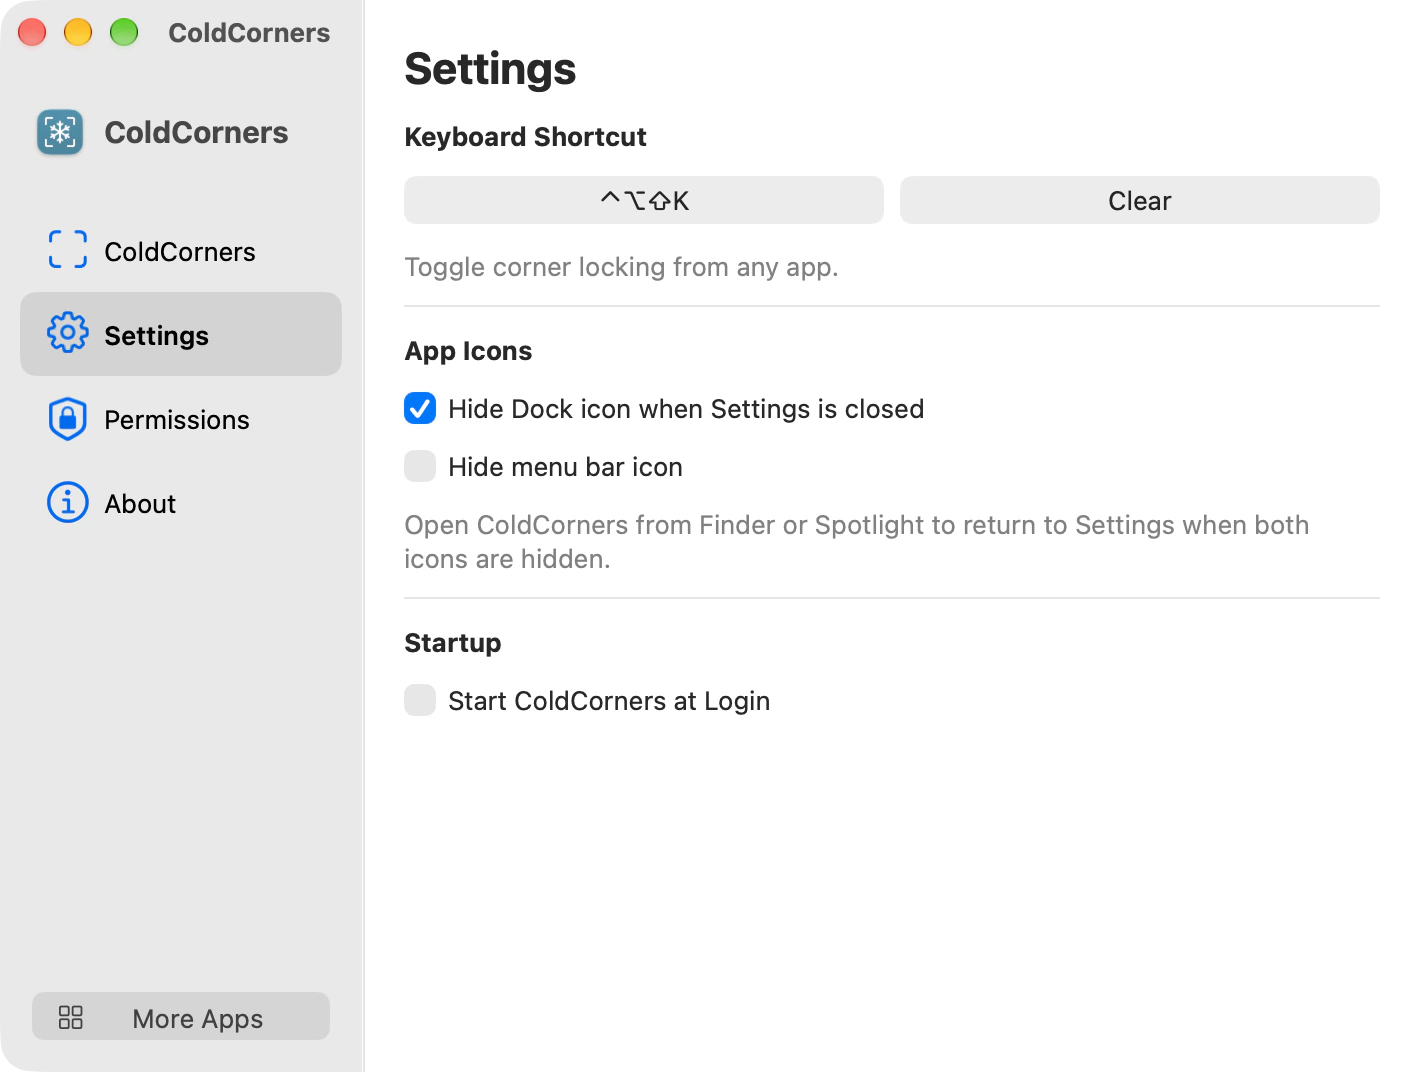 ColdCorners
ColdCorners
ColdCorners
Settings
Permissions
About
More Apps
Settings
Keyboard Shortcut
⌃⌥⇧K
Clear
Toggle corner locking from any app.
App Icons
Hide Dock icon when Settings is closed
Hide menu bar icon
Open ColdCorners from Finder or Spotlight to return to Settings when both
icons are hidden.
Startup
Start ColdCorners at Login